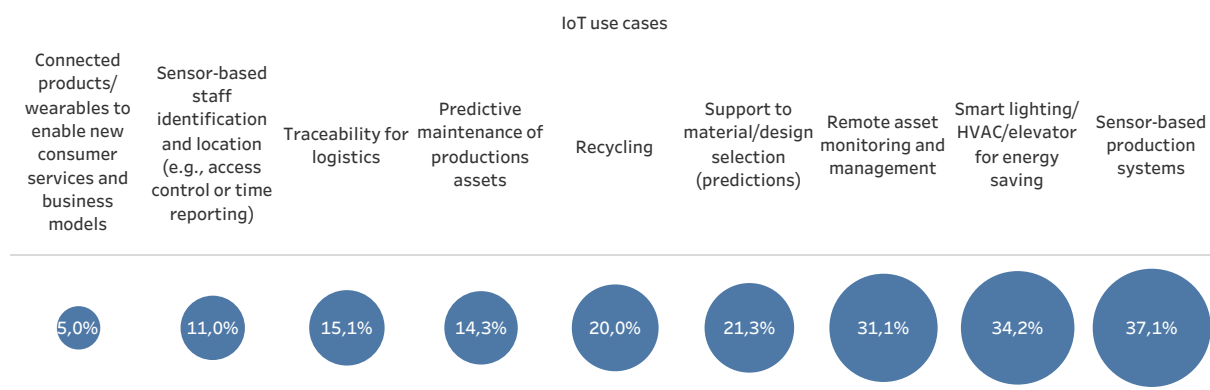 IoT use cases
Connected
products/
wearables to
enable new
consumer
services and
business
models
Sensor-based
staff
identification
and location
(e.g., access
control or time
reporting)
Traceability for
logistics
Predictive
maintenance of
productions
assets
Recycling
Support to
material/design
selection
(predictions)
Remote asset
monitoring and
management
Smart lighting/
HVAC/elevator
for energy
saving
Sensor-based
production
systems
5,0%
11,0%
15,1%
14,3%
20,0%
21,3%
31,1%
34,2%
37,1%